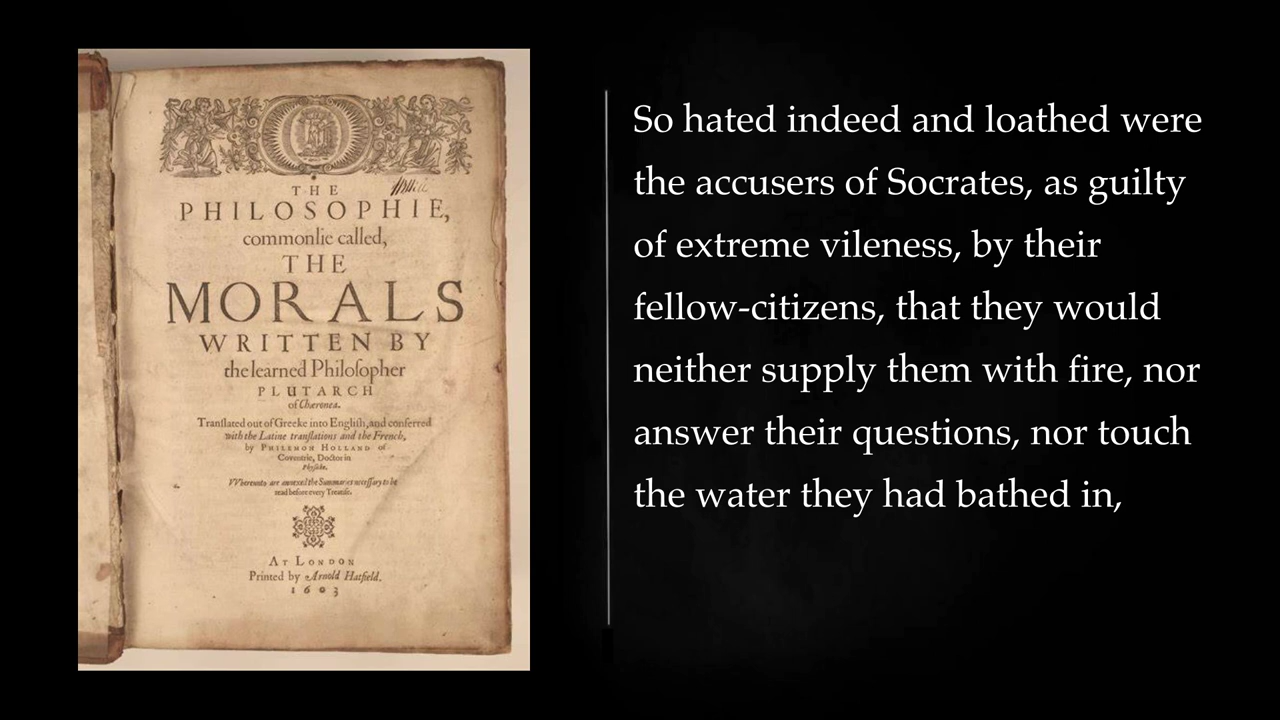 THE
PHILOSOPHIE,
commonlie called,
THE
MORALS
WRITTEN BY
the learned Philoſopher
PLUTARCH
of Chæronea.
Tranſlated out of Greeke into Engliſh, and conferred
with the Latine tranſlations and the French,
by PHILEMON HOLLAND of
Coventrie, Doctor in
Phyſicke.
VVhereunto are annexed the Summaries neceſſary to be
read before every Treatiſe.
AT LONDON
Printed by Arnold Hatfield.
1603
So hated indeed and loathed were
the accusers of Socrates, as guilty
of extreme vileness, by their
fellow-citizens, that they would
neither supply them with fire, nor
answer their questions, nor touch
the water they had bathed in,